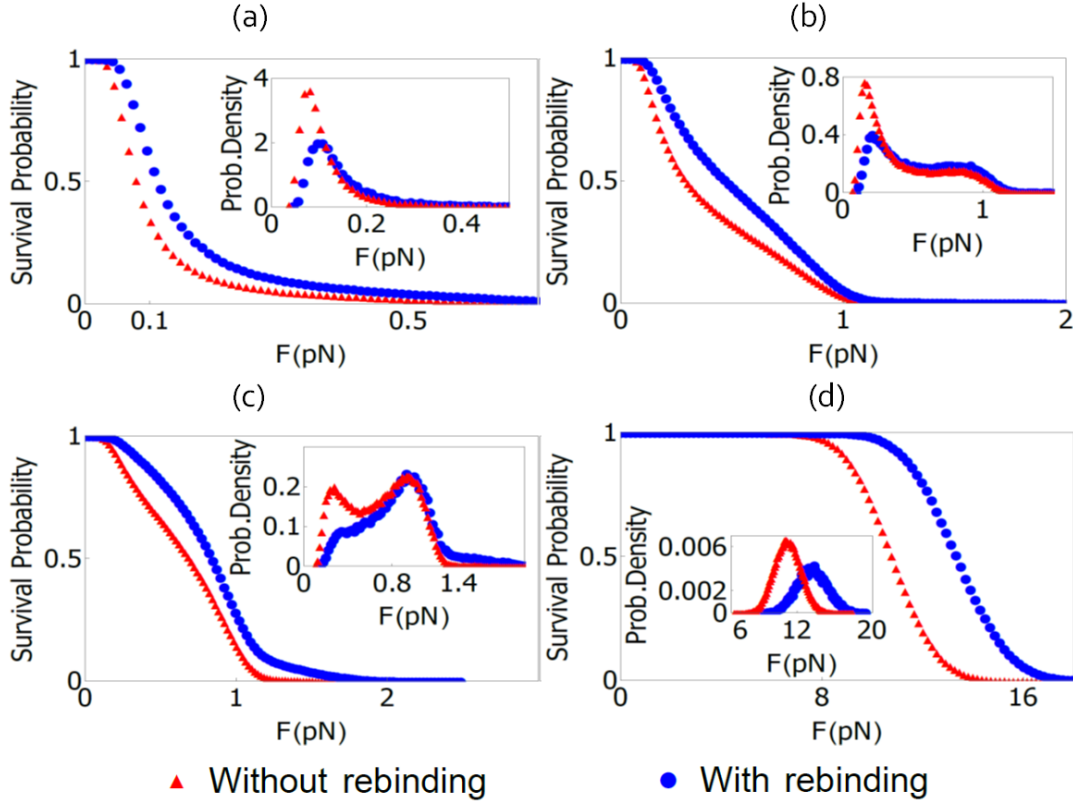 (a)
(b)
1
0.5
0
Survival Probability
0
0.1
0.5
F(pN)
4
2
0
Prob.Density
0
0.2
0.4
F(pN)
1
0.5
0
Survival Probability
0
1
2
F(pN)
0.8
0.4
0
Prob.Density
0
1
F(pN)
(c)
(d)
1
0.5
0
Survival Probability
0
1
2
F(pN)
0.2
0.1
0
Prob.Density
0
0.8
1.4
F(pN)
1
0.5
0
Survival Probability
0
8
16
F(pN)
0.006
0.003
0
Prob.Density
6
12
20
F(pN)
Without rebinding
With rebinding